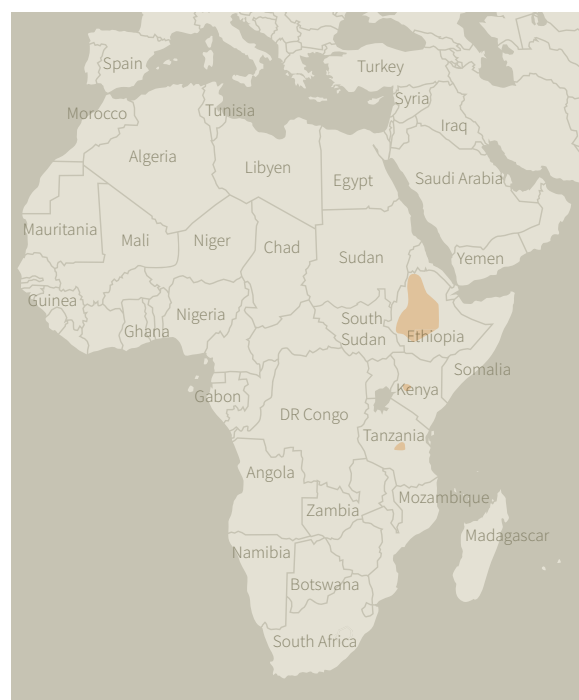 Spain
Turkey
Syria
Morocco
Tunisia
Iraq
Algeria
Libyen
Egypt
Saudi Arabia
Mauritania
Mali
Niger
Chad
Sudan
Yemen
Guinea
Nigeria
Ghana
South
Sudan
Ethiopia
Somalia
Gabon
Kenya
DR Congo
Tanzania
Angola
Mozambique
Zambia
Madagascar
Namibia
Botswana
South Africa